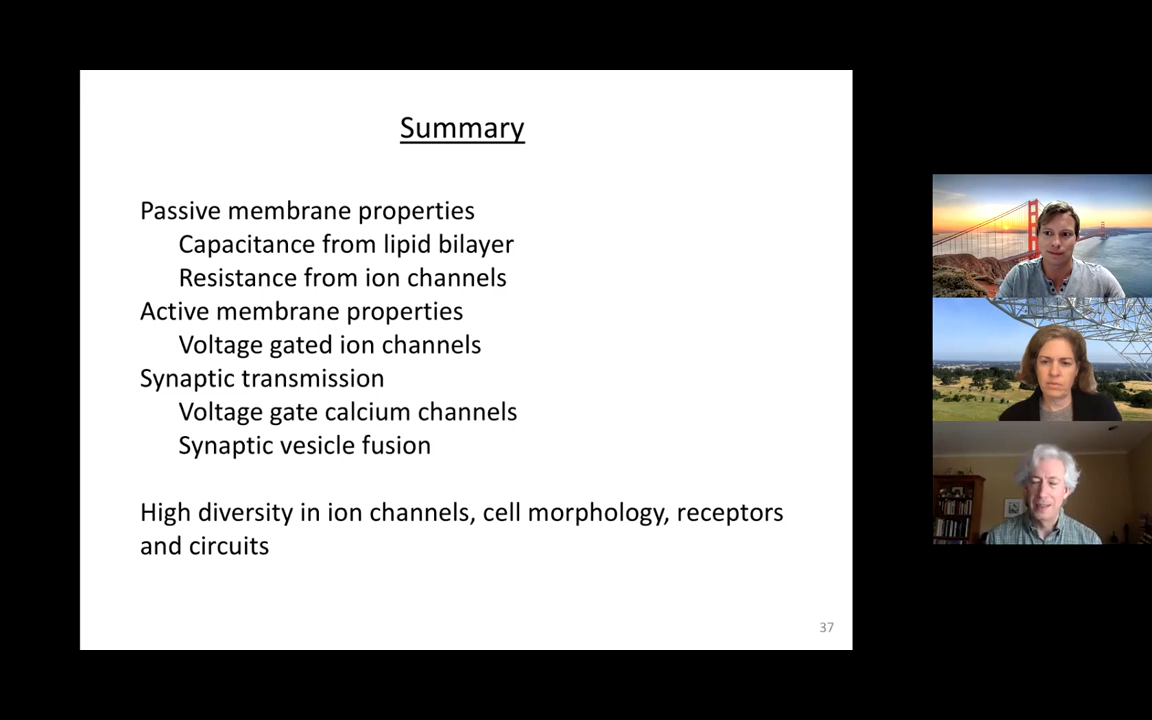 Summary
Passive membrane properties
Capacitance from lipid bilayer
Resistance from ion channels
Active membrane properties
Voltage gated ion channels
Synaptic transmission
Voltage gate calcium channels
Synaptic vesicle fusion
High diversity in ion channels, cell morphology, receptors
and circuits
37